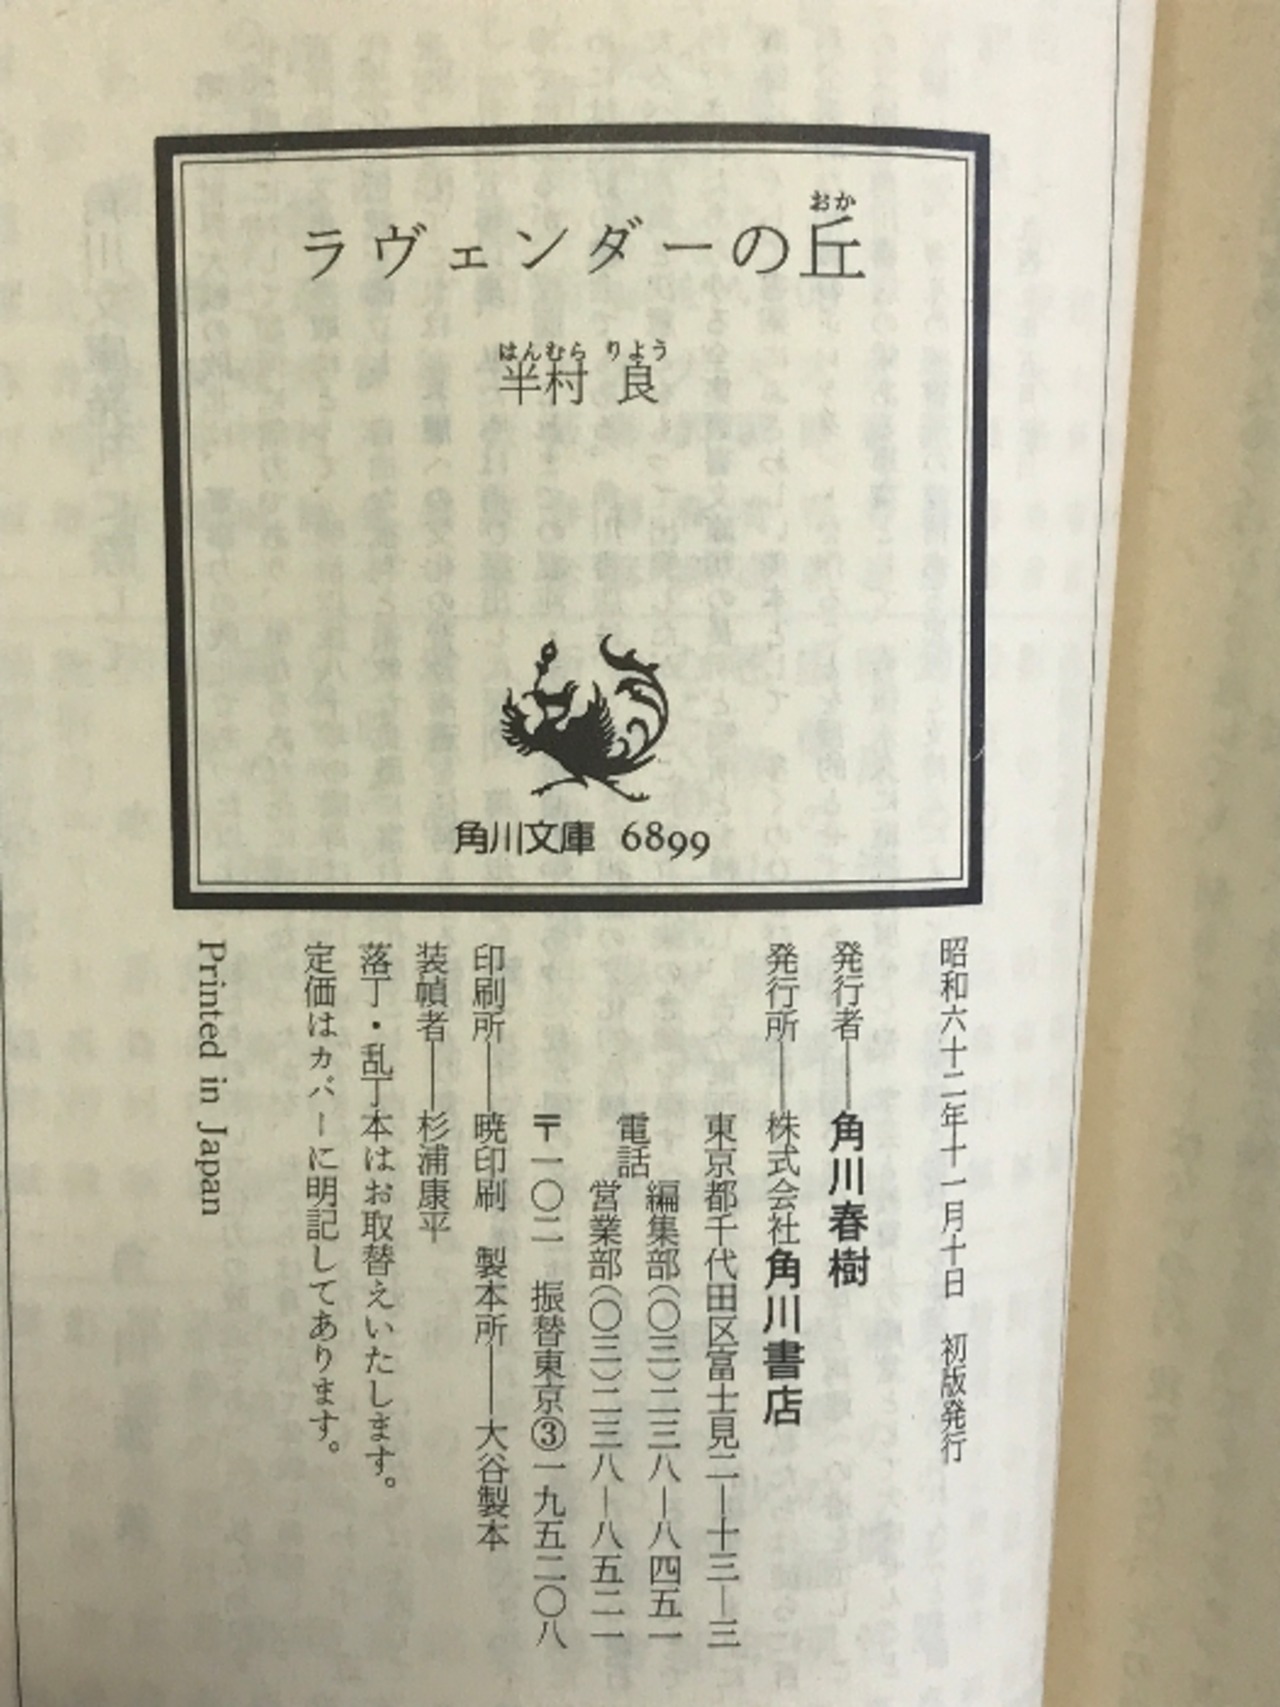 ラヴェンダーの丘
おか
半村 良
はんむら りよう
角川文庫 6899
昭和六十二年十一月十日 初版発行
発行者――角川春樹
発行所――株式会社角川書店
東京都千代田区富士見二―十三―三
電話 編集部(〇三)二三八―八四五一
営業部(〇三)二三八―八五二一
〒一〇二 振替東京③一九五二〇八
印刷所――暁印刷 製本所――大谷製本
装幀者――杉浦康平
落丁・乱丁本はお取替えいたします。
定価はカバーに明記してあります。
Printed in Japan